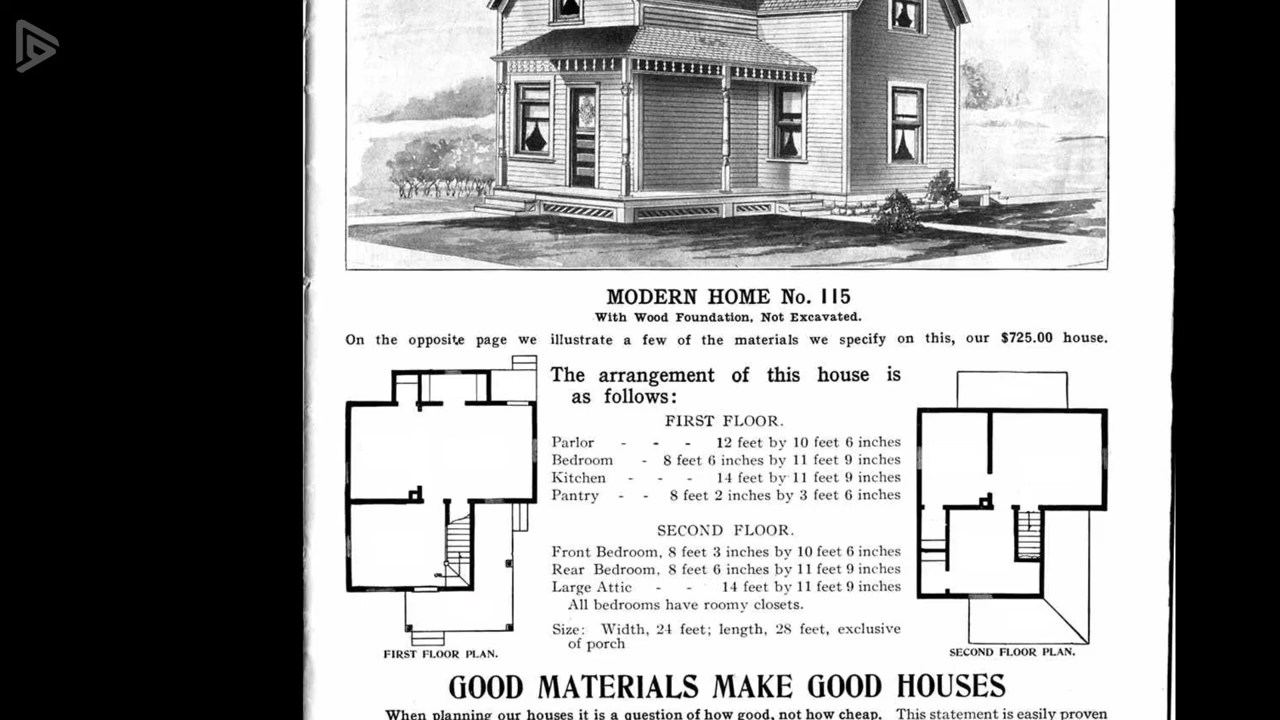 MODERN HOME No. 115
With Wood Foundation, Not Excavated.
On the opposite page we illustrate a few of the materials we specify on this, our $725.00 house.
The arrangement of this house is
as follows:
FIRST FLOOR.
Parlor - - - 12 feet by 10 feet 6 inches
Bedroom - 8 feet 6 inches by 11 feet 9 inches
Kitchen - - - 14 feet by 11 feet 9 inches
Pantry - - 8 feet 2 inches by 3 feet 6 inches
SECOND FLOOR.
Front Bedroom, 8 feet 3 inches by 10 feet 6 inches
Rear Bedroom, 8 feet 6 inches by 11 feet 9 inches
Large Attic - - 14 feet by 11 feet 9 inches
All bedrooms have roomy closets.
Size: Width, 24 feet; length, 28 feet, exclusive
of porch
FIRST FLOOR PLAN.
SECOND FLOOR PLAN.
GOOD MATERIALS MAKE GOOD HOUSES
When planning our houses it is a question of how good, not how cheap. This statement is easily proven